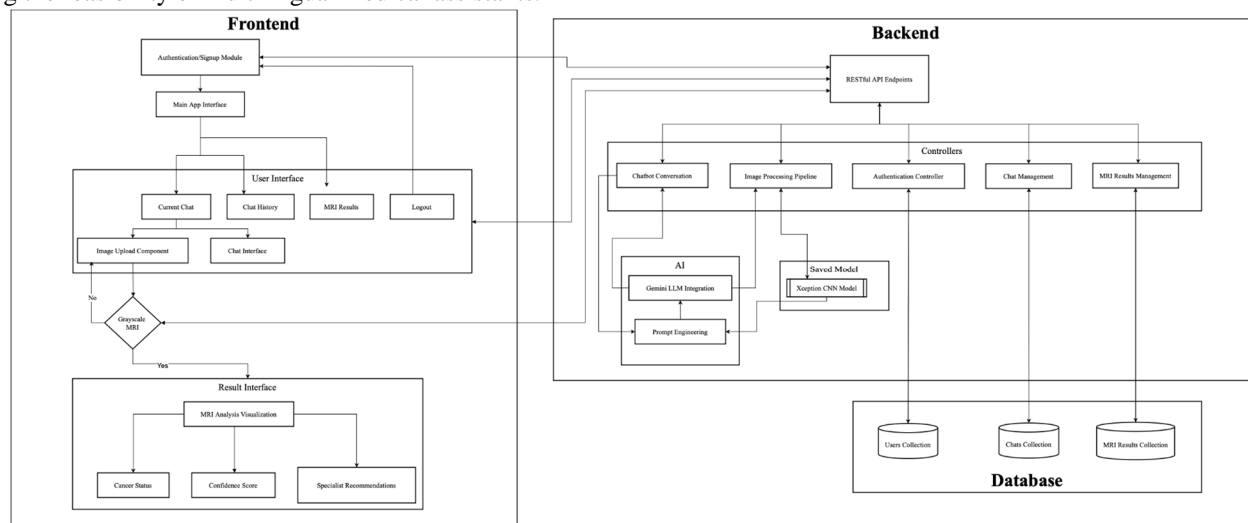 Frontend
Authentication/Signup Module
Main App Interface
User Interface
Current Chat
Chat History
MRI Results
Logout
Image Upload Component
Chat Interface
No
Grayscale
MRI
Yes
Result Interface
MRI Analysis Visualization
Cancer Status
Confidence Score
Specialist Recommendations
Backend
RESTful API Endpoints
Controllers
Chatbot Conversation
Image Processing Pipeline
Authentication Controller
Chat Management
MRI Results Management
AI
Gemini LLM Integration
Prompt Engineering
Saved Model
Xception CNN Model
Users Collection
Chats Collection
MRI Results Collection
Database